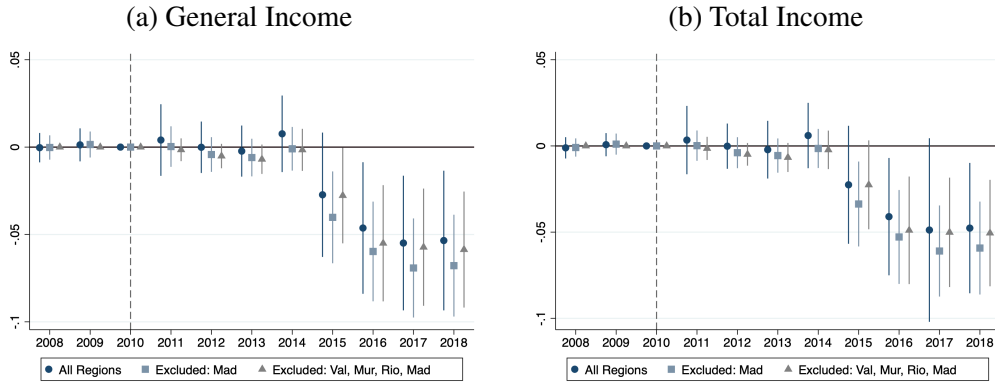 (a) General Income
.05
0
-.05
-.1
2008 2009 2010 2011 2012 2013 2014 2015 2016 2017 2018
All Regions Excluded: Mad Excluded: Val, Mur, Rio, Mad
(b) Total Income
.05
0
-.05
-.1
2008 2009 2010 2011 2012 2013 2014 2015 2016 2017 2018
All Regions Excluded: Mad Excluded: Val, Mur, Rio, Mad